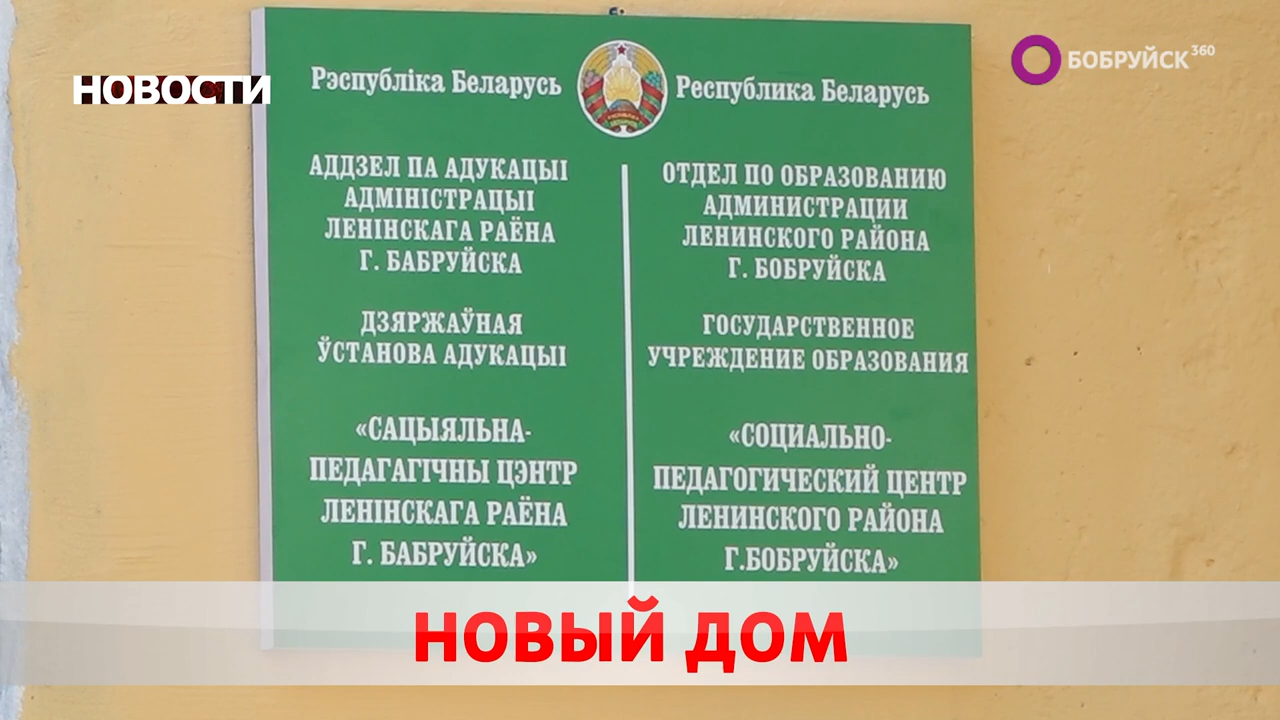 НОВОСТИ
БОБРУЙСК 360
Рэспубліка Беларусь
АДДЗЕЛ ПА АДУКАЦЫІ
АДМІНІСТРАЦЫІ
ЛЕНІНСКАГА РАЁНА
Г. БАБРУЙСКА
ДЗЯРЖАЎНАЯ
ЎСТАНОВА АДУКАЦЫІ
«САЦЫЯЛЬНА-
ПЕДАГАГІЧНЫ ЦЭНТР
ЛЕНІНСКАГА РАЁНА
Г. БАБРУЙСКА»
Республика Беларусь
ОТДЕЛ ПО ОБРАЗОВАНИЮ
АДМИНИСТРАЦИИ
ЛЕНИНСКОГО РАЙОНА
Г. БОБРУЙСКА
ГОСУДАРСТВЕННОЕ
УЧРЕЖДЕНИЕ ОБРАЗОВАНИЯ
«СОЦИАЛЬНО-
ПЕДАГОГИЧЕСКИЙ ЦЕНТР
ЛЕНИНСКОГО РАЙОНА
Г.БОБРУЙСКА»
НОВЫЙ ДОМ